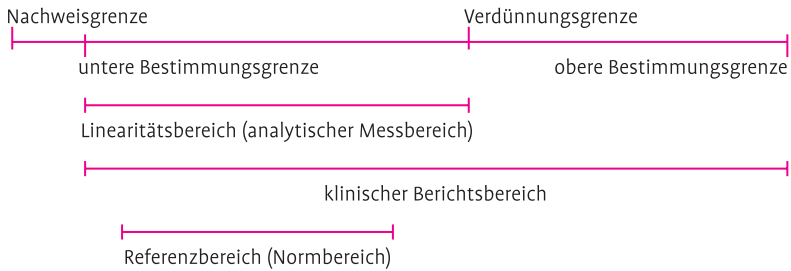 Nachweisgrenze
Verdünnungsgrenze
untere Bestimmungsgrenze
obere Bestimmungsgrenze
Linearitätsbereich (analytischer Messbereich)
klinischer Berichtsbereich
Referenzbereich (Normbereich)